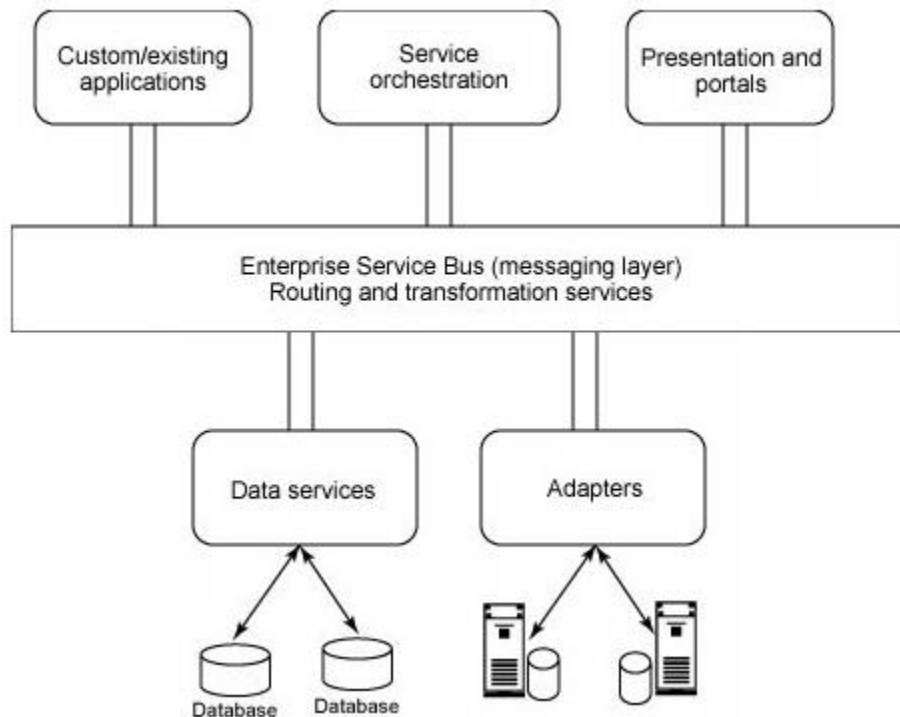 Custom/existing
applications
Service
orchestration
Presentation and
portals
Enterprise Service Bus (messaging layer)
Routing and transformation services
Data services
Adapters
Database
Database